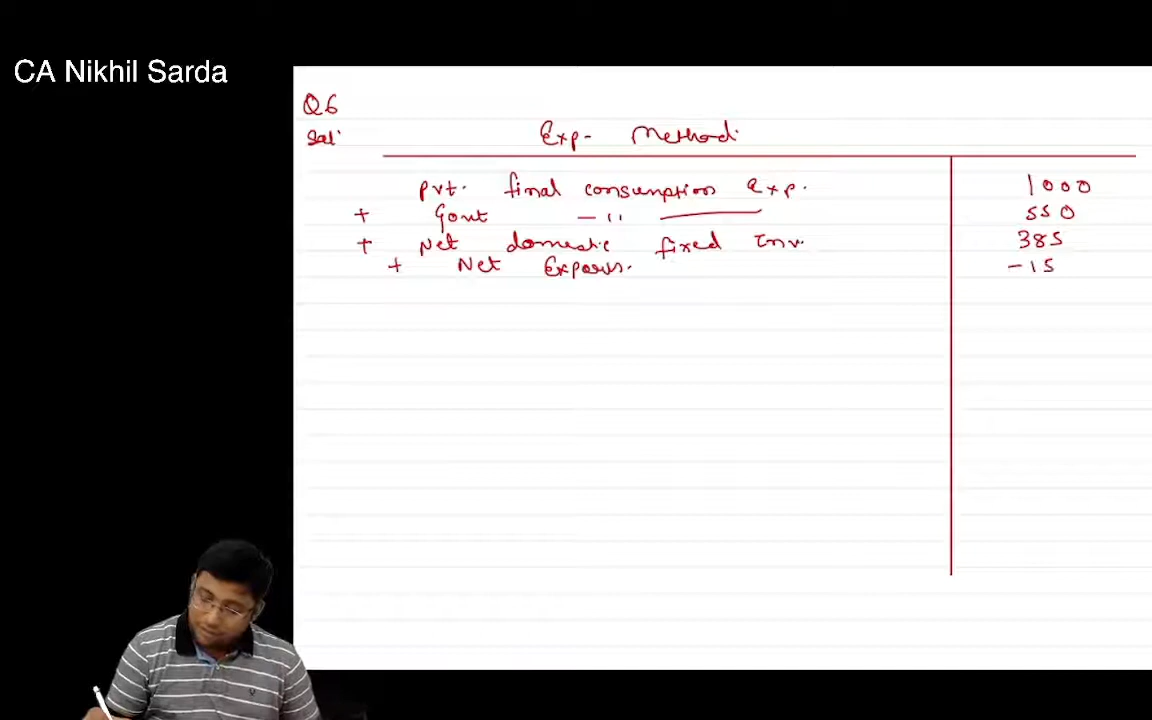 CA Nikhil Sarda
Q6
Sol:
Exp. Method:
Pvt. final consumption exp. 1000
+ Govt —〃— 550
+ Net domestic fixed Inv. 385
+ Net Exports. -15